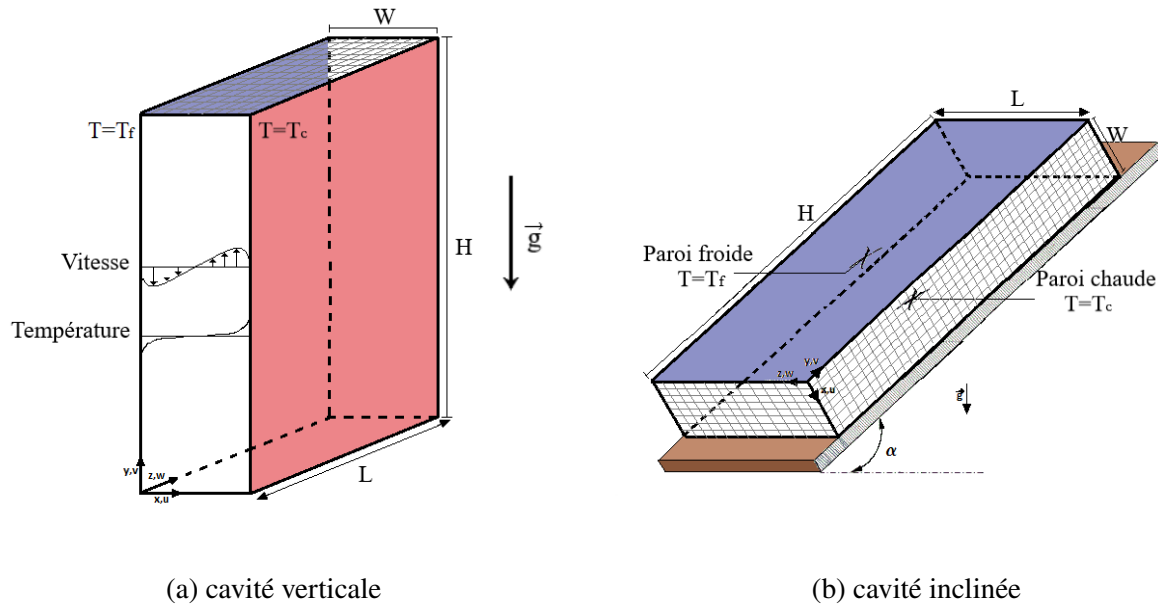 W
T=Tf
T=Tc
H
g
Vitesse
Température
y,v
z,w
x,u
L
L
W
H
Paroi froide
T=Tf
Paroi chaude
T=Tc
y,v
z,w
x,u
g
α
(a) cavité verticale
(b) cavité inclinée